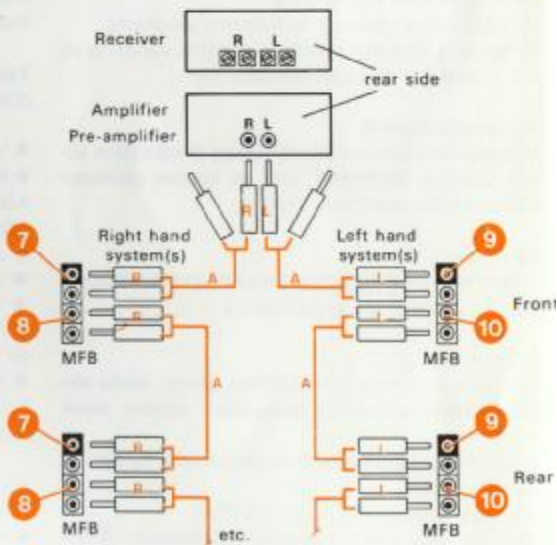 Receiver
R L
rear side
Amplifier
Pre-amplifier
R L
R L
Right hand
system(s)
Left hand
system(s)
7
R
A
A
L
9
8
R
L
10
Front
MFB
MFB
A
A
7
R
L
9
8
R
L
10
Rear
MFB
MFB
etc.